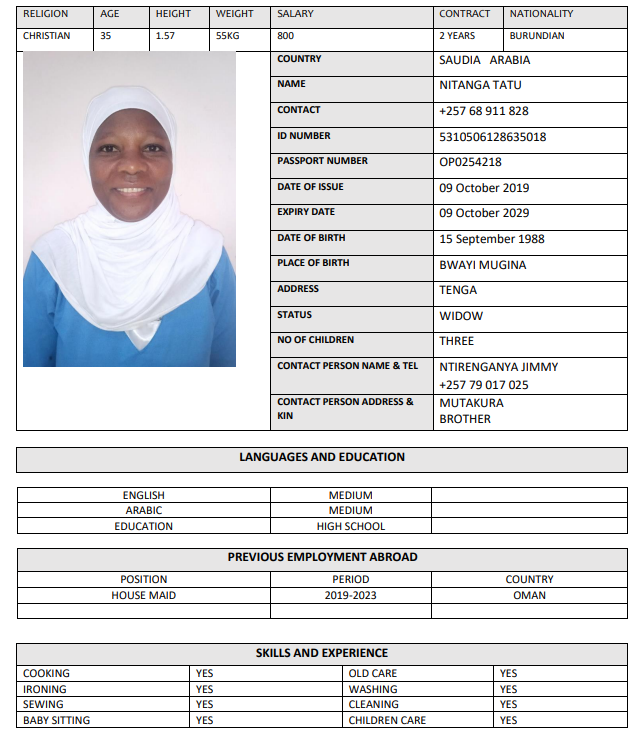 RELIGION AGE HEIGHT WEIGHT SALARY CONTRACT NATIONALITY
CHRISTIAN 35 1.57 55KG 800 2 YEARS BURUNDIAN
COUNTRY SAUDIA ARABIA
NAME NITANGA TATU
CONTACT +257 68 911 828
ID NUMBER 5310506128635018
PASSPORT NUMBER OP0254218
DATE OF ISSUE 09 October 2019
EXPIRY DATE 09 October 2029
DATE OF BIRTH 15 September 1988
PLACE OF BIRTH BWAYI MUGINA
ADDRESS TENGA
STATUS WIDOW
NO OF CHILDREN THREE
CONTACT PERSON NAME & TEL NTIRENGANYA JIMMY
+257 79 017 025
CONTACT PERSON ADDRESS & MUTAKURA
KIN BROTHER
LANGUAGES AND EDUCATION
ENGLISH MEDIUM
ARABIC MEDIUM
EDUCATION HIGH SCHOOL
PREVIOUS EMPLOYMENT ABROAD
POSITION PERIOD COUNTRY
HOUSE MAID 2019-2023 OMAN
SKILLS AND EXPERIENCE
COOKING YES OLD CARE YES
IRONING YES WASHING YES
SEWING YES CLEANING YES
BABY SITTING YES CHILDREN CARE YES